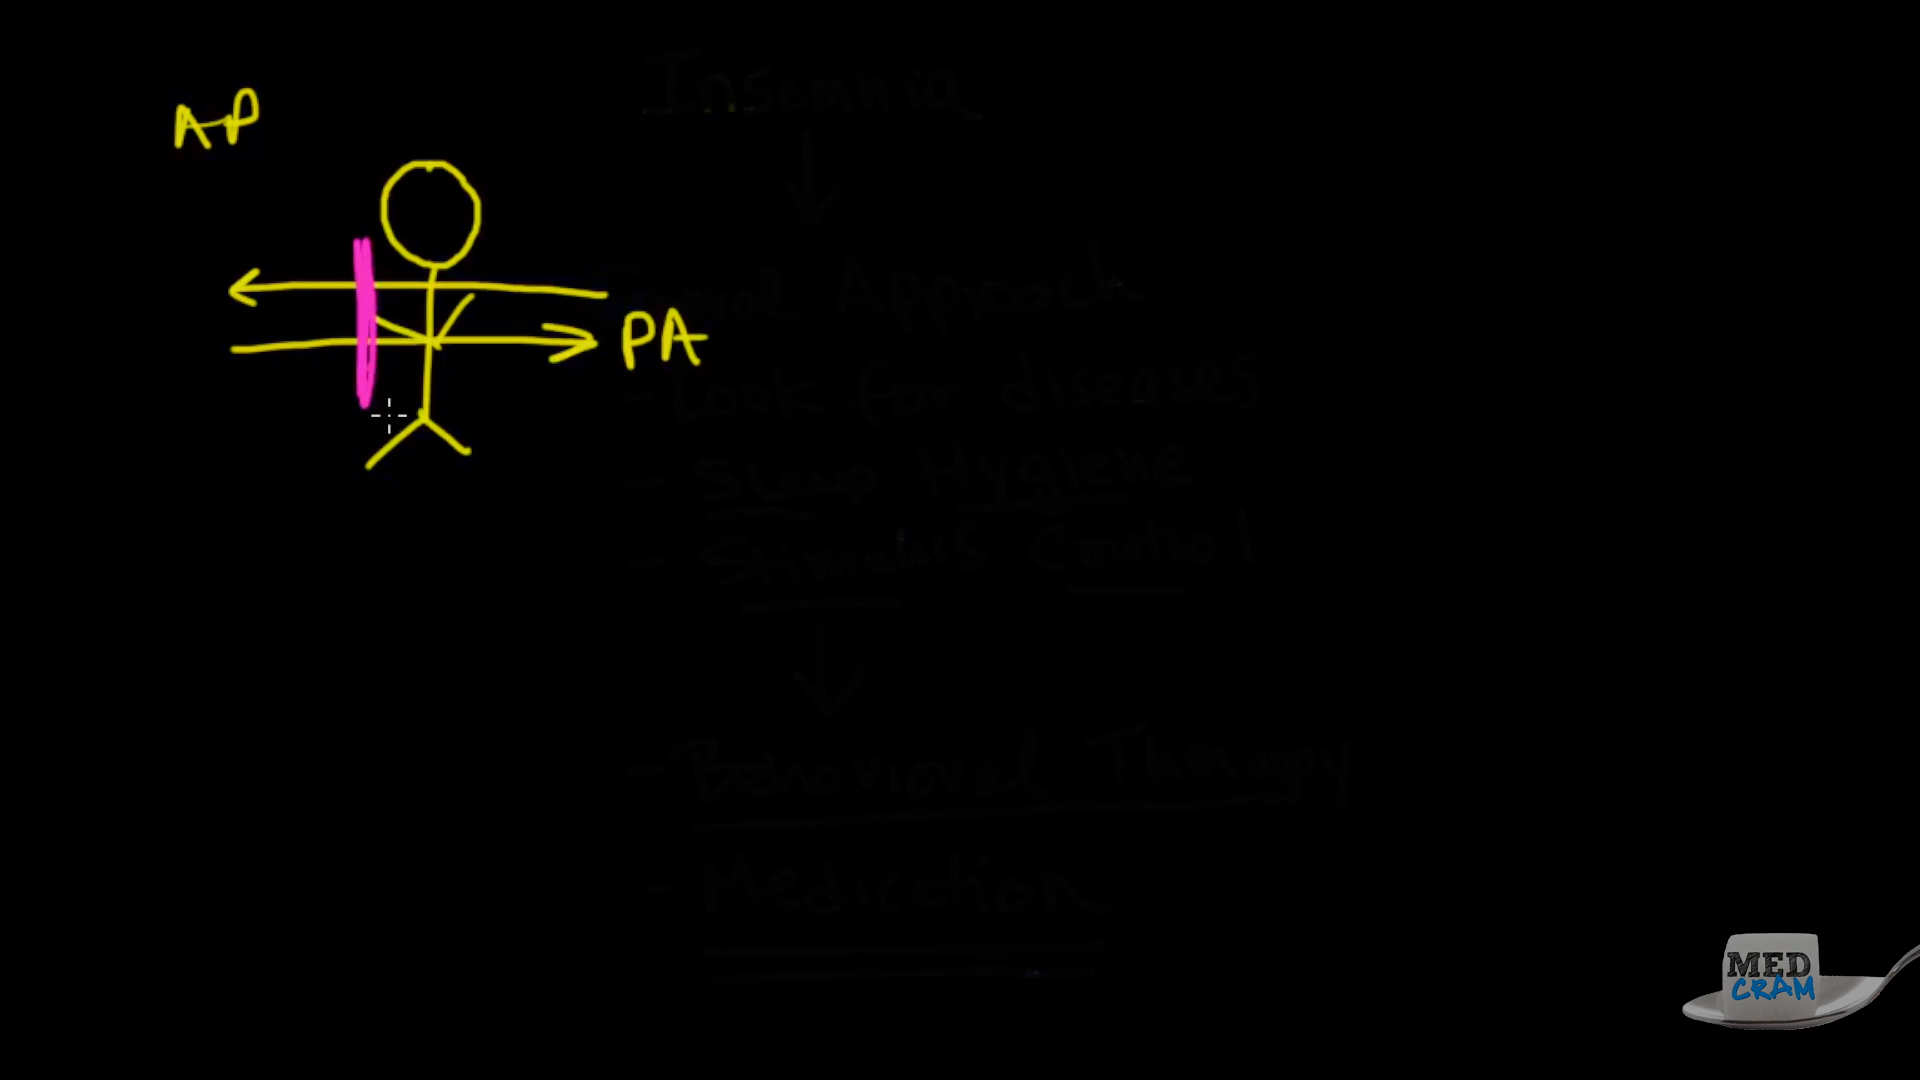 Insomnia
AP
Approach
PA
- Look for diseases
- Sleep Hygiene
- Stimulus Control
- Behavioral Therapy
- Medication
MED
CRAM